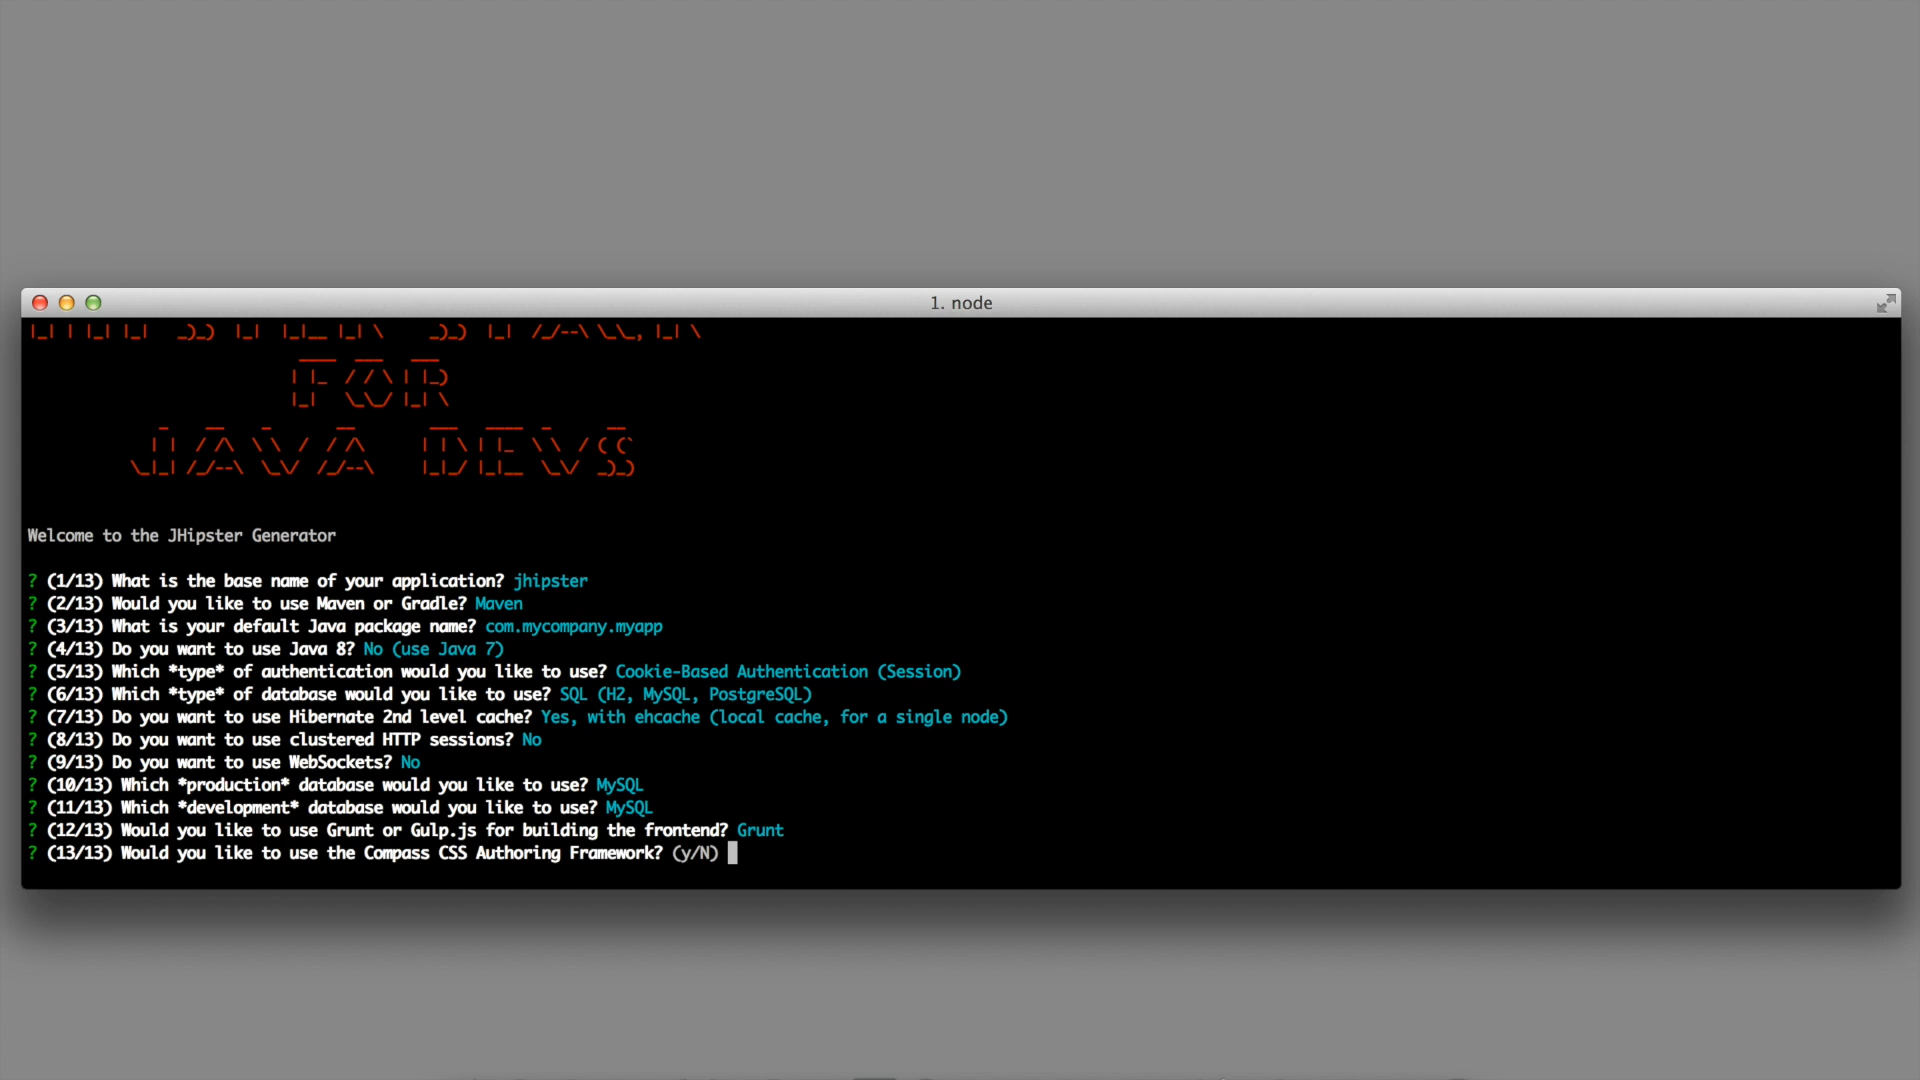 1. node
FOR
JAVA DEVS
Welcome to the JHipster Generator
? (1/13) What is the base name of your application? jhipster
? (2/13) Would you like to use Maven or Gradle? Maven
? (3/13) What is your default Java package name? com.mycompany.myapp
? (4/13) Do you want to use Java 8? No (use Java 7)
? (5/13) Which *type* of authentication would you like to use? Cookie-Based Authentication (Session)
? (6/13) Which *type* of database would you like to use? SQL (H2, MySQL, PostgreSQL)
? (7/13) Do you want to use Hibernate 2nd level cache? Yes, with ehcache (local cache, for a single node)
? (8/13) Do you want to use clustered HTTP sessions? No
? (9/13) Do you want to use WebSockets? No
? (10/13) Which *production* database would you like to use? MySQL
? (11/13) Which *development* database would you like to use? MySQL
? (12/13) Would you like to use Grunt or Gulp.js for building the frontend? Grunt
? (13/13) Would you like to use the Compass CSS Authoring Framework? (y/N)